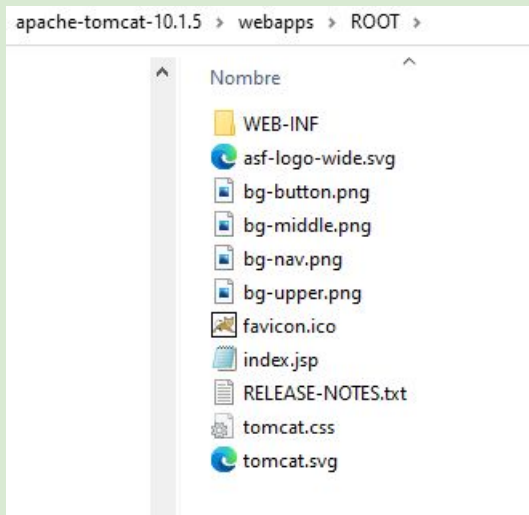 apache-tomcat-10.1.5 > webapps > ROOT >
Nombre
WEB-INF
asf-logo-wide.svg
bg-button.png
bg-middle.png
bg-nav.png
bg-upper.png
favicon.ico
index.jsp
RELEASE-NOTES.txt
tomcat.css
tomcat.svg